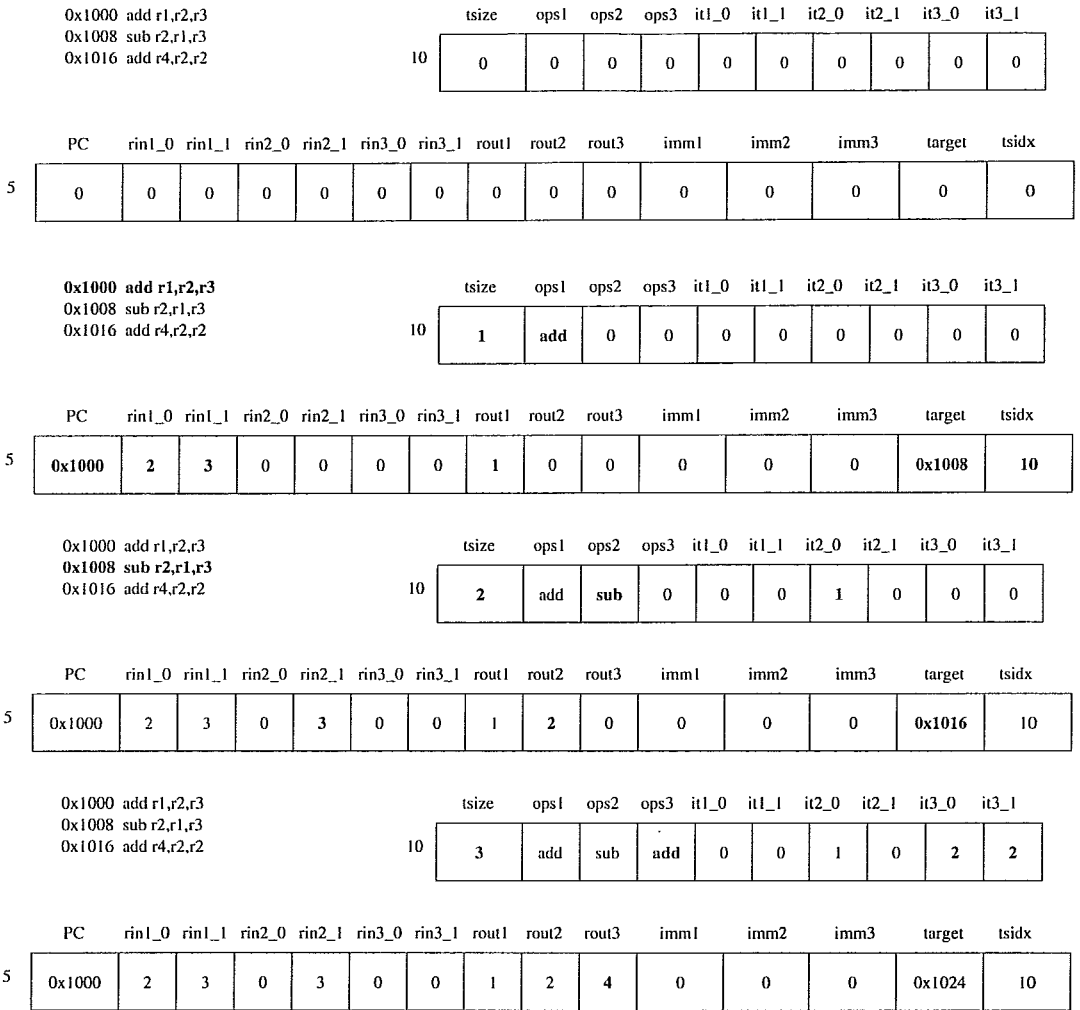 0x1000 add r1,r2,r3
0x1008 sub r2,r1,r3
0x1016 add r4,r2,r2
tsize ops1 ops2 ops3 it1_0 it1_1 it2_0 it2_1 it3_0 it3_1
10 0 0 0 0 0 0 0 0 0 0
PC rin1_0 rin1_1 rin2_0 rin2_1 rin3_0 rin3_1 rout1 rout2 rout3 imm1 imm2 imm3 target tsidx
5 0 0 0 0 0 0 0 0 0 0 0 0 0 0 0
0x1000 add r1,r2,r3
0x1008 sub r2,r1,r3
0x1016 add r4,r2,r2
tsize ops1 ops2 ops3 it1_0 it1_1 it2_0 it2_1 it3_0 it3_1
10 1 add 0 0 0 0 0 0 0 0
PC rin1_0 rin1_1 rin2_0 rin2_1 rin3_0 rin3_1 rout1 rout2 rout3 imm1 imm2 imm3 target tsidx
5 0x1000 2 3 0 0 0 0 1 0 0 0 0 0 0x1008 10
0x1000 add r1,r2,r3
0x1008 sub r2,r1,r3
0x1016 add r4,r2,r2
tsize ops1 ops2 ops3 it1_0 it1_1 it2_0 it2_1 it3_0 it3_1
10 2 add sub 0 0 0 1 0 0 0
PC rin1_0 rin1_1 rin2_0 rin2_1 rin3_0 rin3_1 rout1 rout2 rout3 imm1 imm2 imm3 target tsidx
5 0x1000 2 3 0 3 0 0 1 2 0 0 0 0 0x1016 10
0x1000 add r1,r2,r3
0x1008 sub r2,r1,r3
0x1016 add r4,r2,r2
tsize ops1 ops2 ops3 it1_0 it1_1 it2_0 it2_1 it3_0 it3_1
10 3 add sub add 0 0 1 0 2 2
PC rin1_0 rin1_1 rin2_0 rin2_1 rin3_0 rin3_1 rout1 rout2 rout3 imm1 imm2 imm3 target tsidx
5 0x1000 2 3 0 3 0 0 1 2 4 0 0 0 0x1024 10